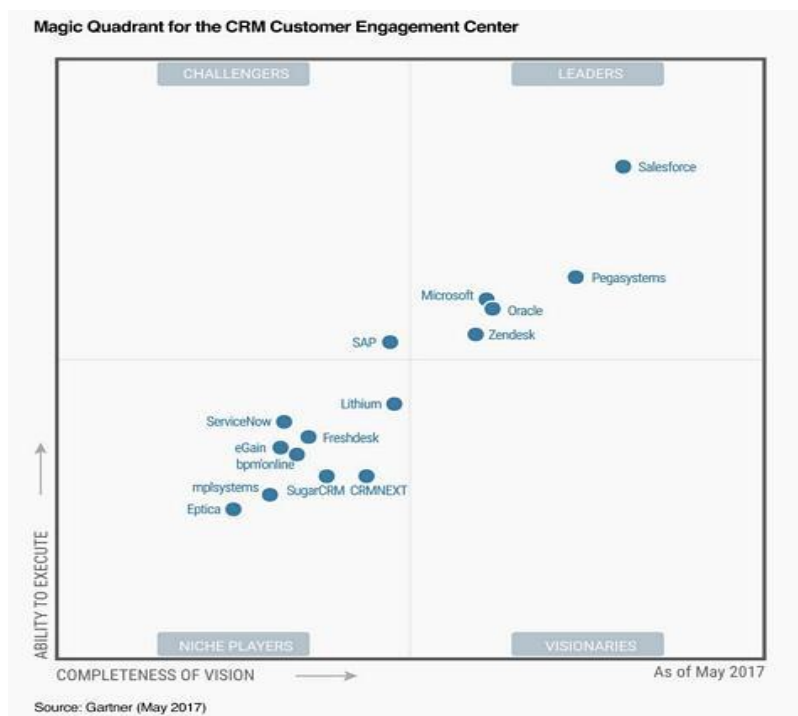 Magic Quadrant for the CRM Customer Engagement Center
CHALLENGERS
LEADERS
Salesforce
Pegasystems
Microsoft
Oracle
Zendesk
SAP
Lithium
ServiceNow
Freshdesk
eGain
bpm'online
mplsystems
SugarCRM
CRMNEXT
Eptica
ABILITY TO EXECUTE
NICHE PLAYERS
VISIONARIES
COMPLETENESS OF VISION
As of May 2017
Source: Gartner (May 2017)